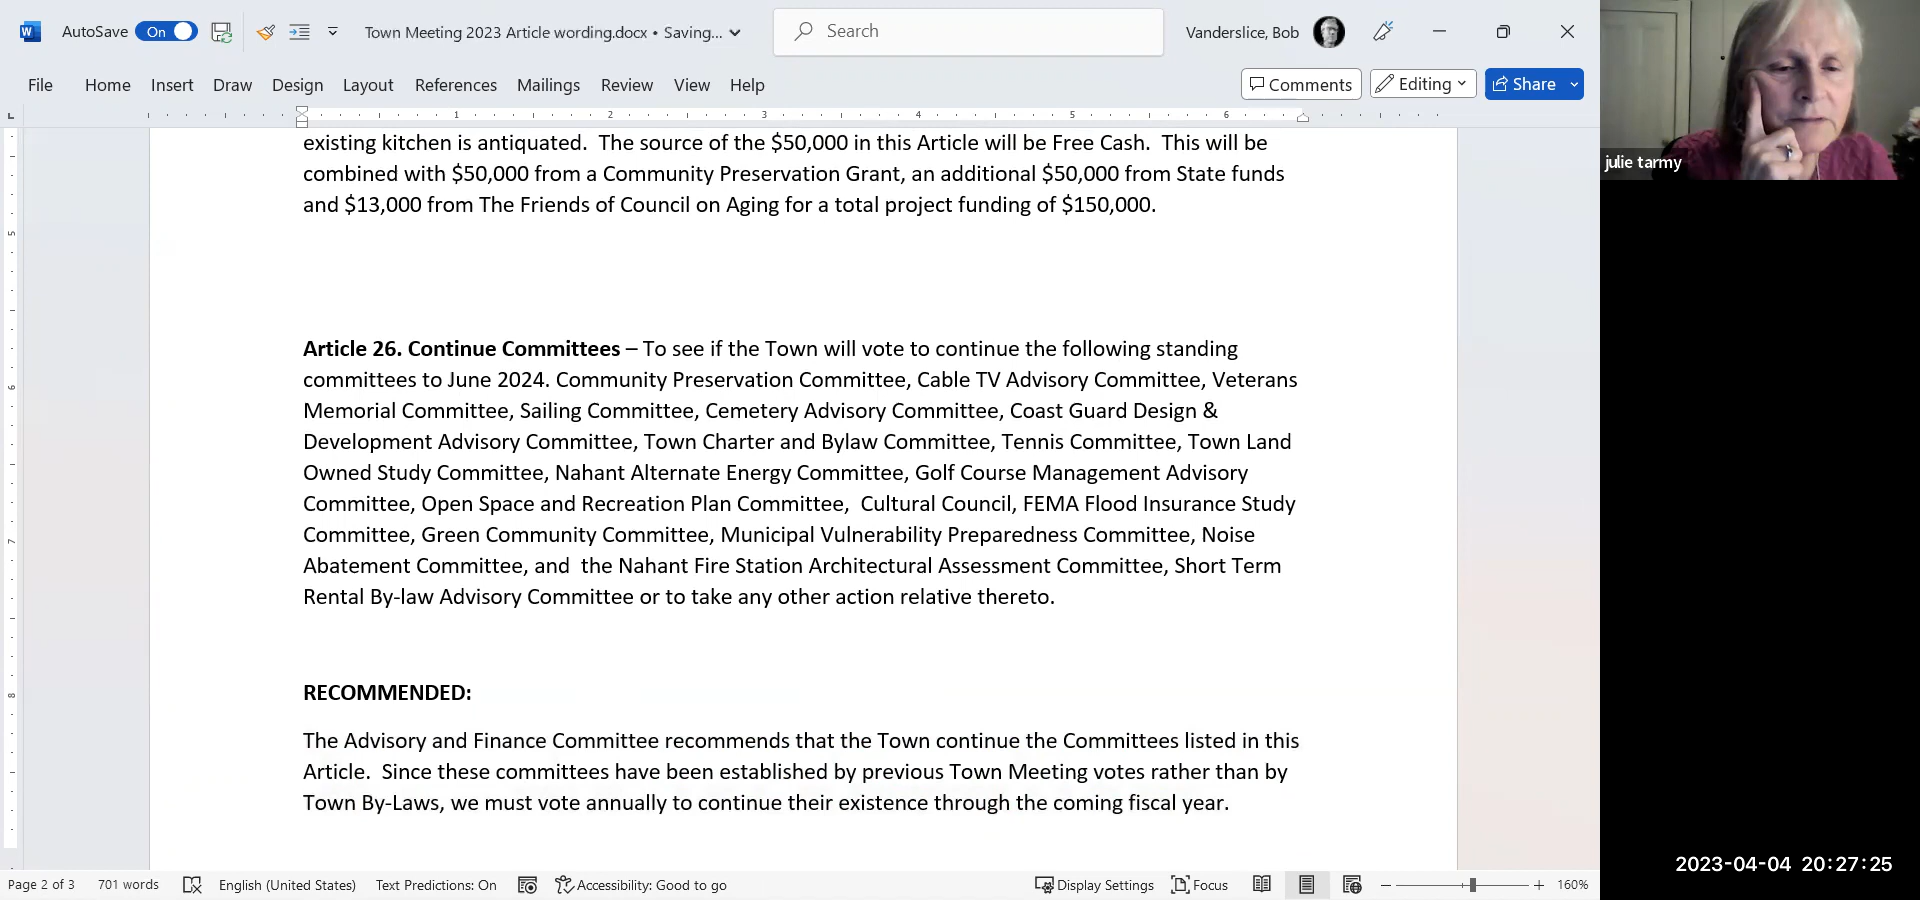 AutoSave On Town Meeting 2023 Article wording.docx • Saving... Search Vanderslice, Bob
File Home Insert Draw Design Layout References Mailings Review View Help Comments Editing Share
1 2 3 4 5 6
existing kitchen is antiquated. The source of the $50,000 in this Article will be Free Cash. This will be
combined with $50,000 from a Community Preservation Grant, an additional $50,000 from State funds
and $13,000 from The Friends of Council on Aging for a total project funding of $150,000.
5
Article 26. Continue Committees – To see if the Town will vote to continue the following standing
committees to June 2024. Community Preservation Committee, Cable TV Advisory Committee, Veterans
6
Memorial Committee, Sailing Committee, Cemetery Advisory Committee, Coast Guard Design &
Development Advisory Committee, Town Charter and Bylaw Committee, Tennis Committee, Town Land
Owned Study Committee, Nahant Alternate Energy Committee, Golf Course Management Advisory
Committee, Open Space and Recreation Plan Committee,  Cultural Council, FEMA Flood Insurance Study
Committee, Green Community Committee, Municipal Vulnerability Preparedness Committee, Noise
7
Abatement Committee, and  the Nahant Fire Station Architectural Assessment Committee, Short Term
Rental By-law Advisory Committee or to take any other action relative thereto.
RECOMMENDED:
8
The Advisory and Finance Committee recommends that the Town continue the Committees listed in this
Article.  Since these committees have been established by previous Town Meeting votes rather than by
Town By-Laws, we must vote annually to continue their existence through the coming fiscal year.
Page 2 of 3 701 words English (United States) Text Predictions: On Accessibility: Good to go Display Settings Focus 160%
julie tarmy
2023-04-04 20:27:25